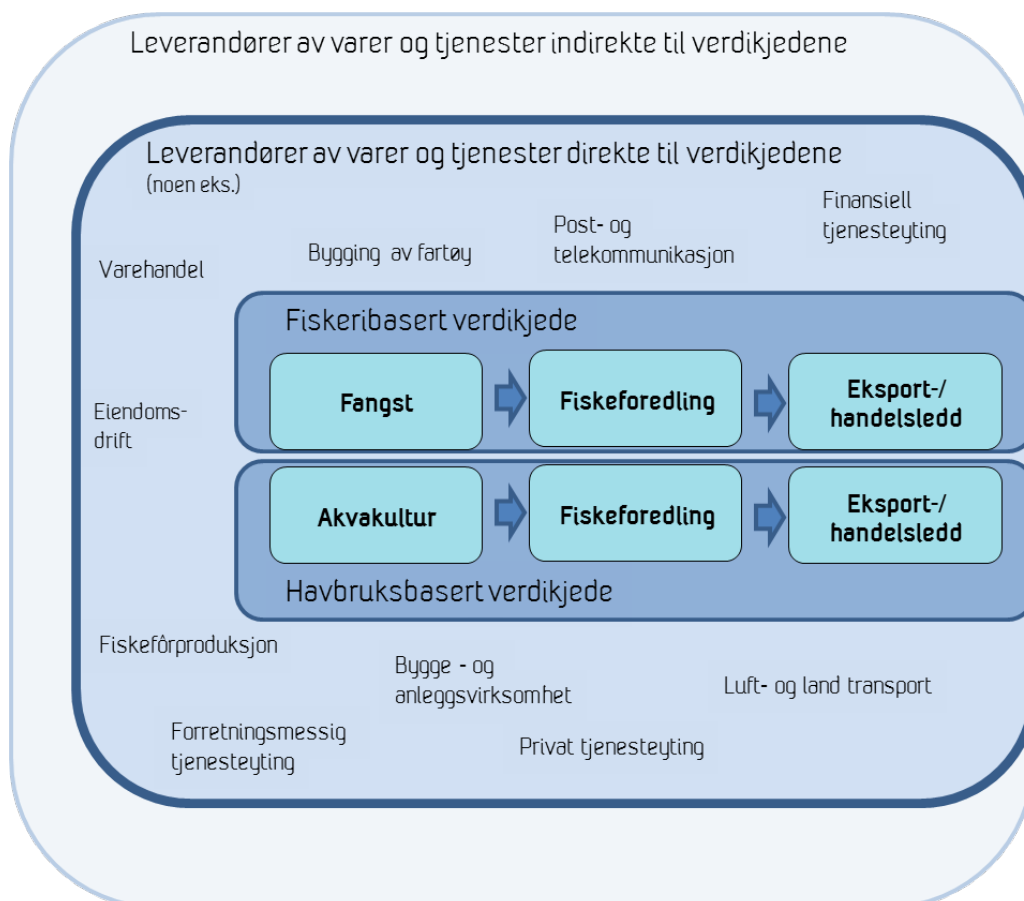 Leverandører av varer og tjenester indirekte til verdikjedene
Leverandører av varer og tjenester direkte til verdikjedene
(noen eks.)
Finansiell
tjenesteyting
Post- og
telekommunikasjon
Bygging av fartøy
Varehandel
Fiskeribasert verdikjede
Fangst
Fiskeforedling
Eksport-/
handelsledd
Eiendoms-
drift
Akvakultur
Fiskeforedling
Eksport-/
handelsledd
Havbruksbasert verdikjede
Fiskefôrproduksjon
Bygge - og
anleggsvirksomhet
Luft- og land transport
Forretningsmessig
tjenesteyting
Privat tjenesteyting